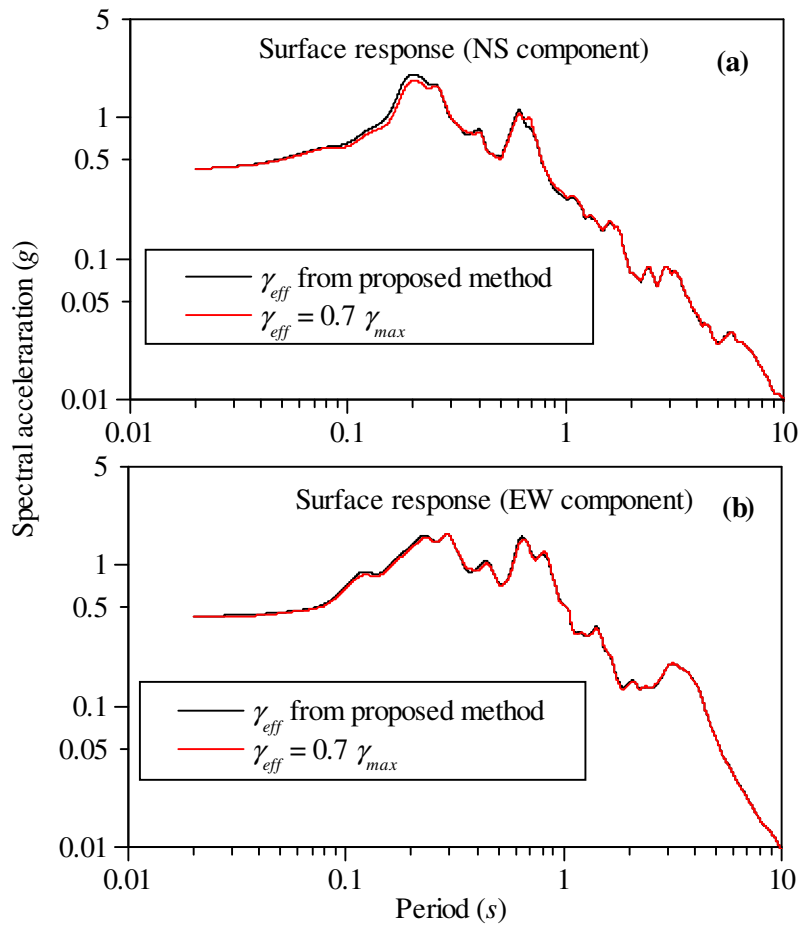 Spectral acceleraration (g)
5
1
0.5
0.1
0.05
0.01
Surface response (NS component)
(a)
γeff from proposed method
γeff = 0.7 γmax
0.01 0.1 1 10
5
1
0.5
0.1
0.05
0.01
Surface response (EW component)
(b)
γeff from proposed method
γeff = 0.7 γmax
0.01 0.1 1 10
Period (s)